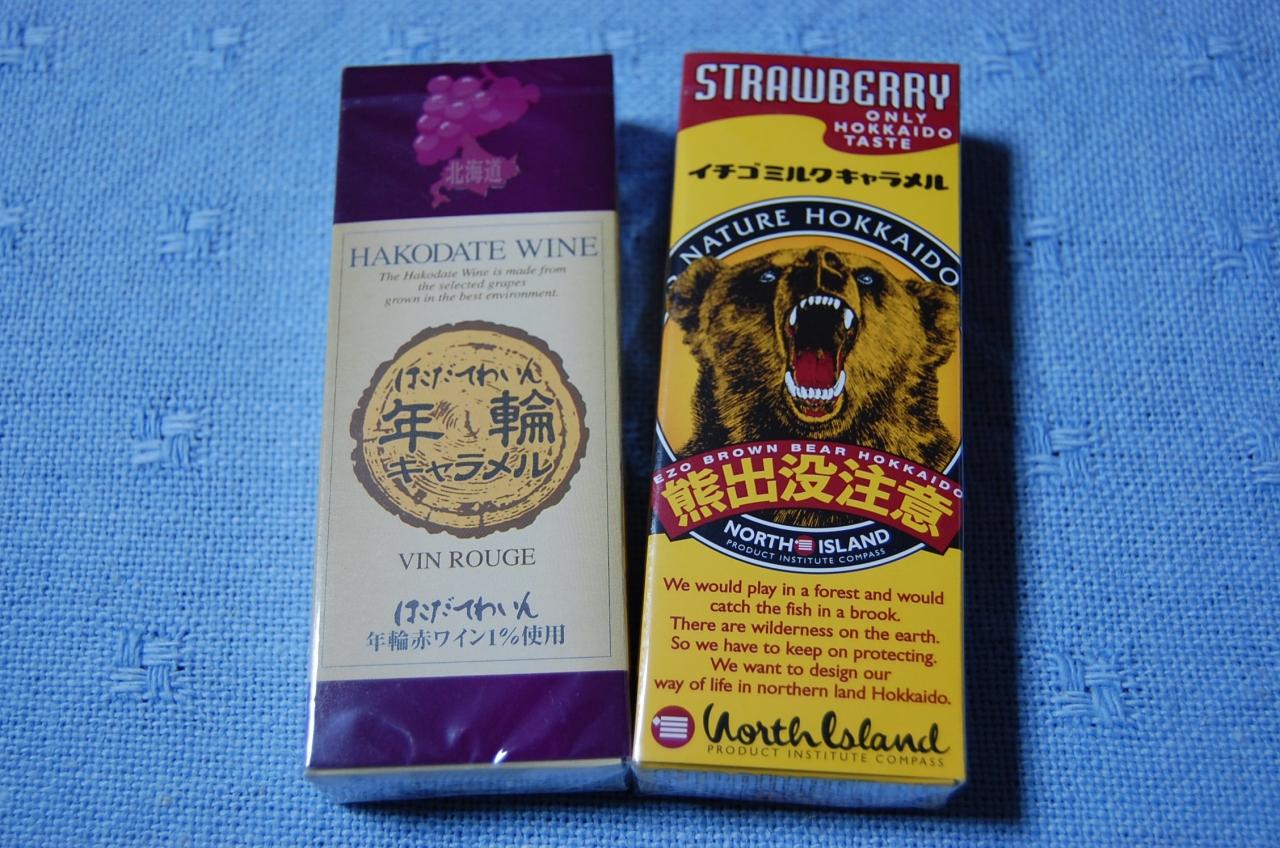 北海道
HAKODATE WINE
The Hakodate Wine is made from
the selected grapes
grown in the best environment.
はこだてわいん
年輪
キャラメル
VIN ROUGE
はこだてわいん
年輪赤ワイン1%使用
STRAWBERRY
ONLY
HOKKAIDO
TASTE
イチゴミルクキャラメル
NATURE HOKKAIDO
EZO BROWN BEAR HOKKAIDO
熊出没注意
NORTH ISLAND
PRODUCT INSTITUTE COMPASS
We would play in a forest and would
catch the fish in a brook.
There are wilderness on the earth.
So we have to keep on protecting.
We want to design our
way of life in northern land Hokkaido.
North Island
PRODUCT INSTITUTE COMPASS